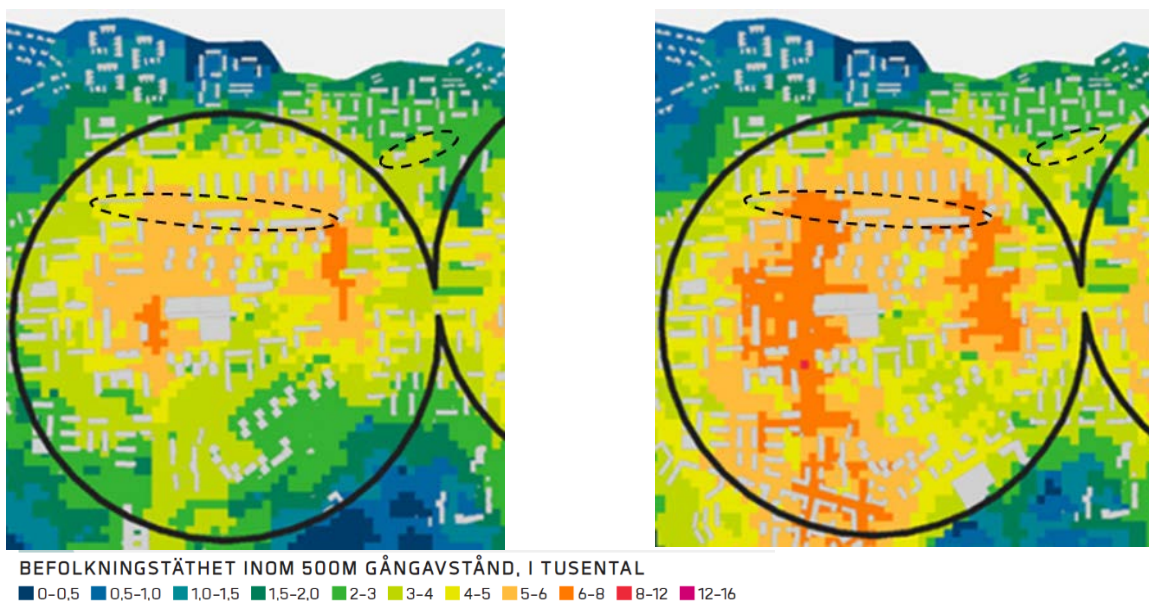 BEFOLKNINGSTÄTHET INOM 500M GÅNGAVSTÅND, I TUSENTAL
0–0,5 0,5–1,0 1,0–1,5 1,5–2,0 2–3 3–4 4–5 5–6 6–8 8–12 12–16